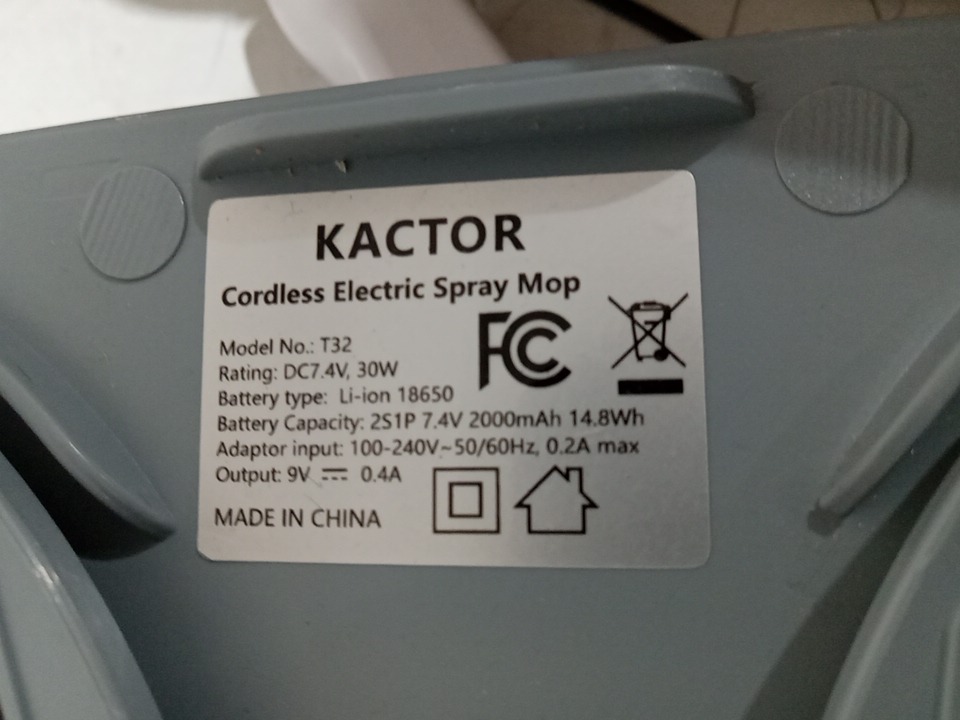 KACTOR
Cordless Electric Spray Mop
FC
Model No.: T32
Rating: DC7.4V, 30W
Battery type: Li-ion 18650
Battery Capacity: 2S1P 7.4V 2000mAh 14.8Wh
Adaptor input: 100-240V~50/60Hz, 0.2A max
Output: 9V ⎓ 0.4A
MADE IN CHINA